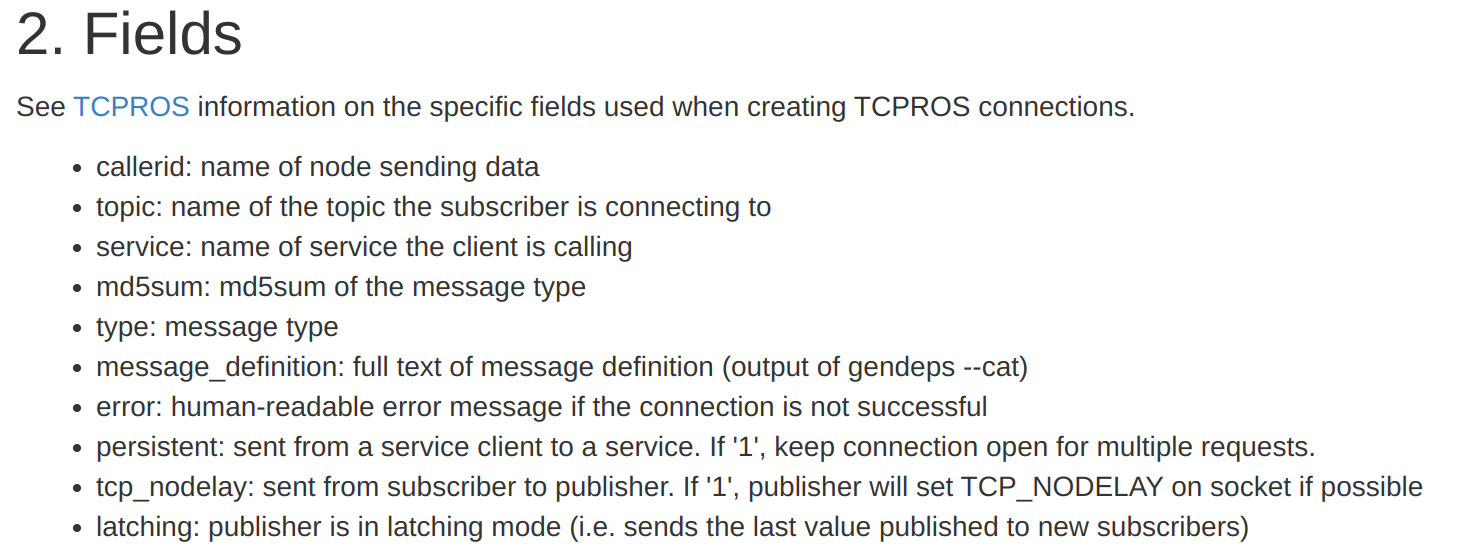 2. Fields
See TCPROS information on the specific fields used when creating TCPROS connections.
• callerid: name of node sending data
• topic: name of the topic the subscriber is connecting to
• service: name of service the client is calling
• md5sum: md5sum of the message type
• type: message type
• message_definition: full text of message definition (output of gendeps --cat)
• error: human-readable error message if the connection is not successful
• persistent: sent from a service client to a service. If '1', keep connection open for multiple requests.
• tcp_nodelay: sent from subscriber to publisher. If '1', publisher will set TCP_NODELAY on socket if possible
• latching: publisher is in latching mode (i.e. sends the last value published to new subscribers)